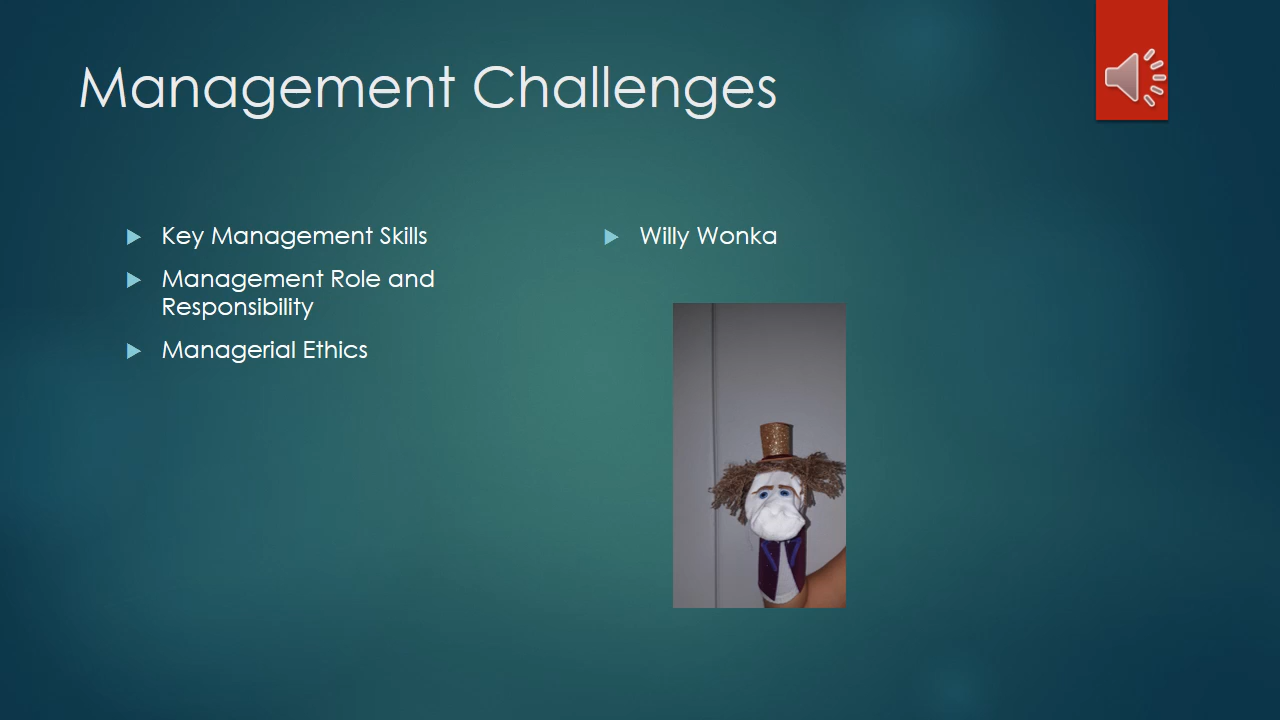 Management Challenges
Key Management Skills
Management Role and
Responsibility
Managerial Ethics
Willy Wonka